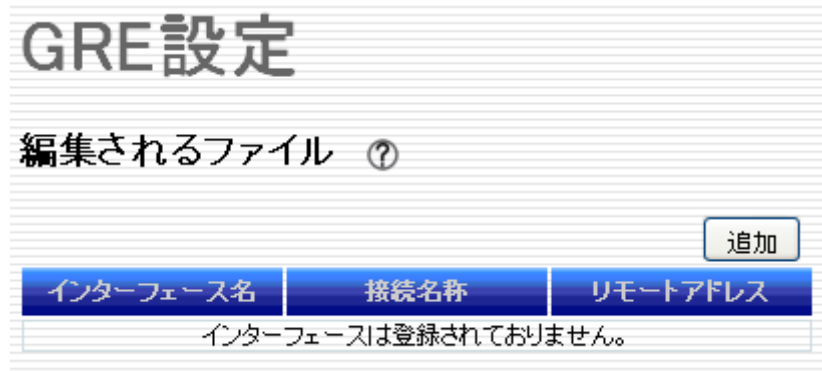 GRE設定
編集されるファイル ?
追加
インターフェース名 接続名称 リモートアドレス
インターフェースは登録されておりません。